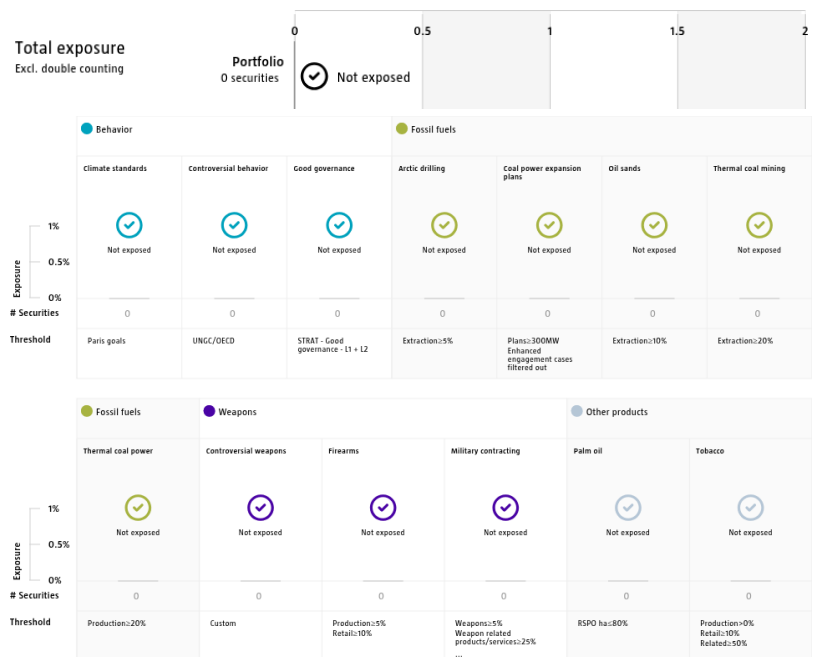 0 0.5 1 1.5 2
Total exposure
Excl. double counting
Portfolio
0 securities
Not exposed
Behavior
Fossil fuels
Climate standards
Controversial behavior
Good governance
Arctic drilling
Coal power expansion
plans
Oil sands
Thermal coal mining
1%
0.5%
0%
Exposure
Not exposed Not exposed Not exposed Not exposed Not exposed Not exposed Not exposed
# Securities 0 0 0 0 0 0 0
Threshold
Paris goals
UNGC/OECD
STRAT - Good
governance - L1 + L2
Extraction≥5%
Plans≥300MW
Enhanced
engagement cases
filtered out
Extraction≥10%
Extraction≥20%
Fossil fuels
Weapons
Other products
Thermal coal power
Controversial weapons
Firearms
Military contracting
Palm oil
Tobacco
1%
0.5%
0%
Exposure
Not exposed Not exposed Not exposed Not exposed Not exposed Not exposed
# Securities 0 0 0 0 0 0
Threshold
Production≥20%
Custom
Production≥5%
Retail≥10%
Weapons≥5%
Weapon related
products/services≥25%
RSPO ha≤80%
Production>0%
Retail≥10%
Related≥50%